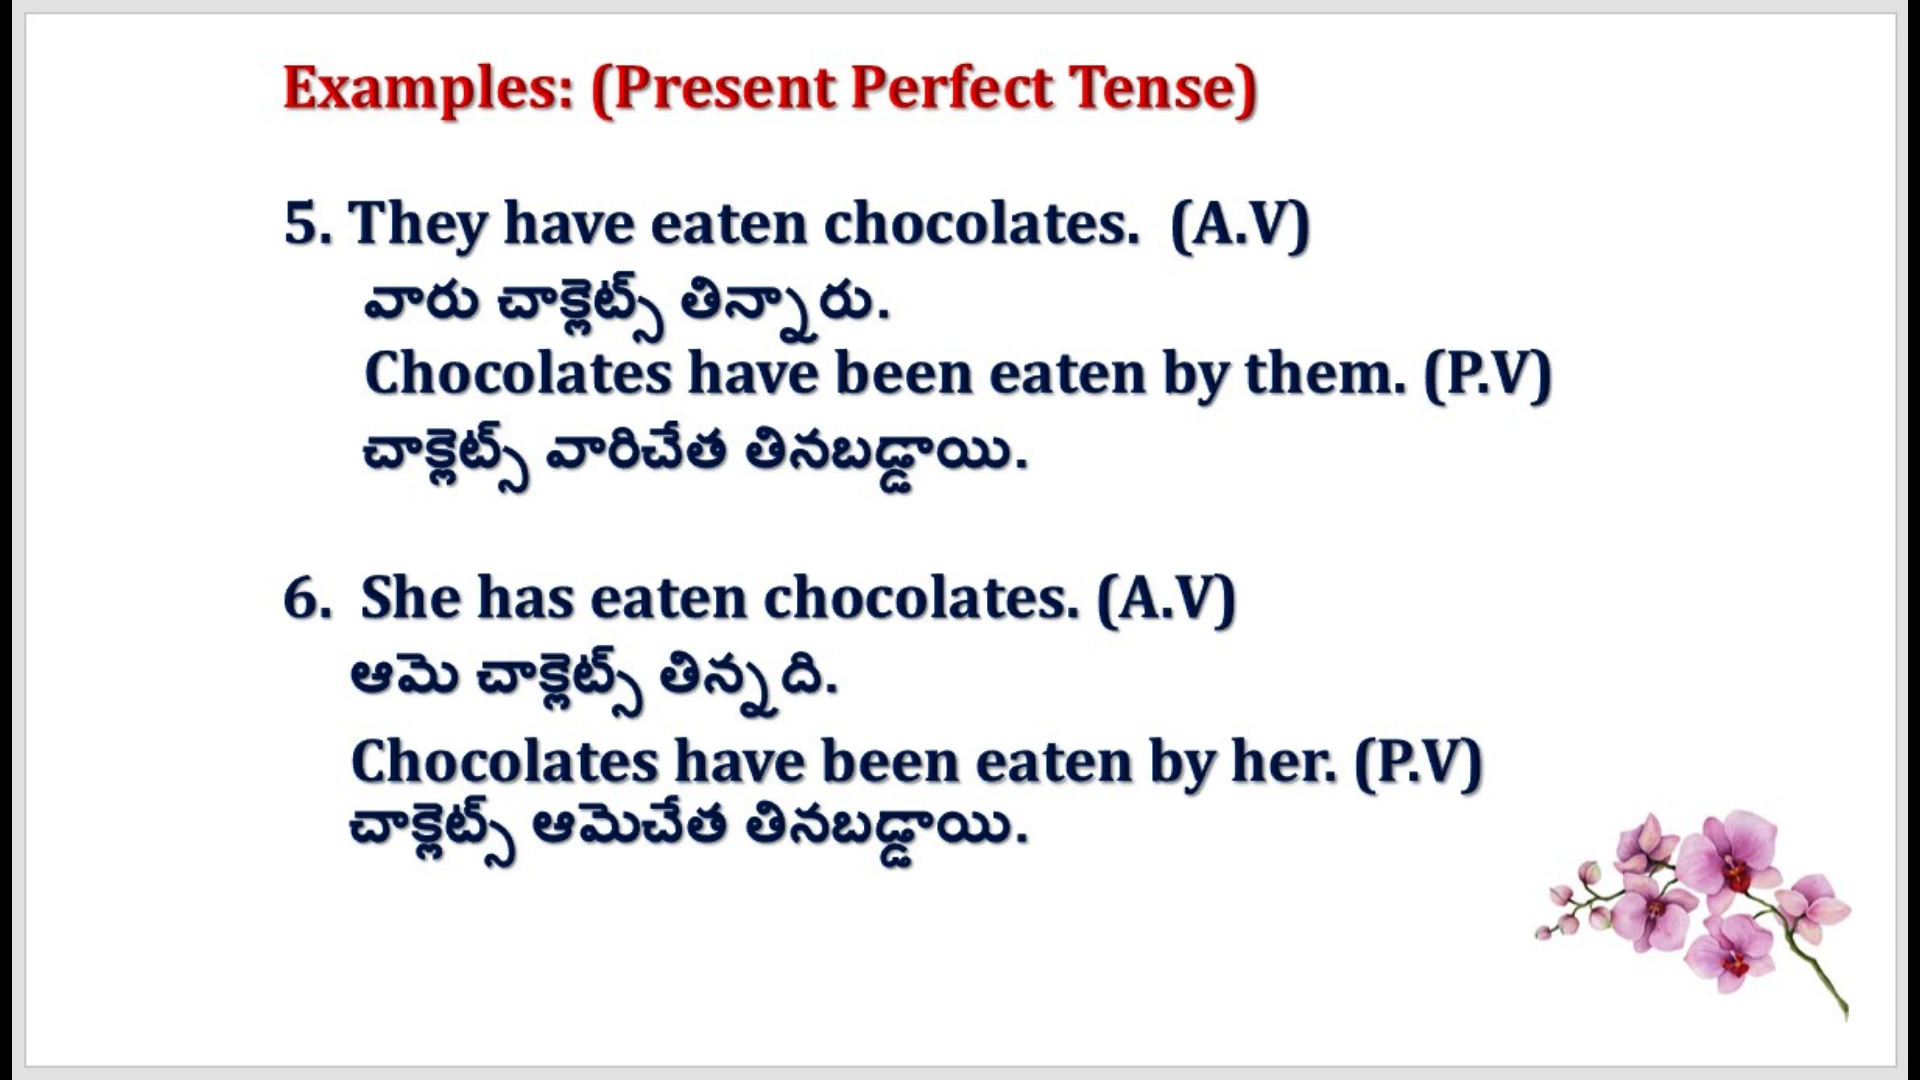 Examples: (Present Perfect Tense)
5. They have eaten chocolates. (A.V)
వారు చాక్లెట్స్ తిన్నారు.
Chocolates have been eaten by them. (P.V)
చాక్లెట్స్ వారిచేత తినబడ్డాయి.
6. She has eaten chocolates. (A.V)
ఆమె చాక్లెట్స్ తిన్నది.
Chocolates have been eaten by her. (P.V)
చాక్లెట్స్ ఆమెచేత తినబడ్డాయి.